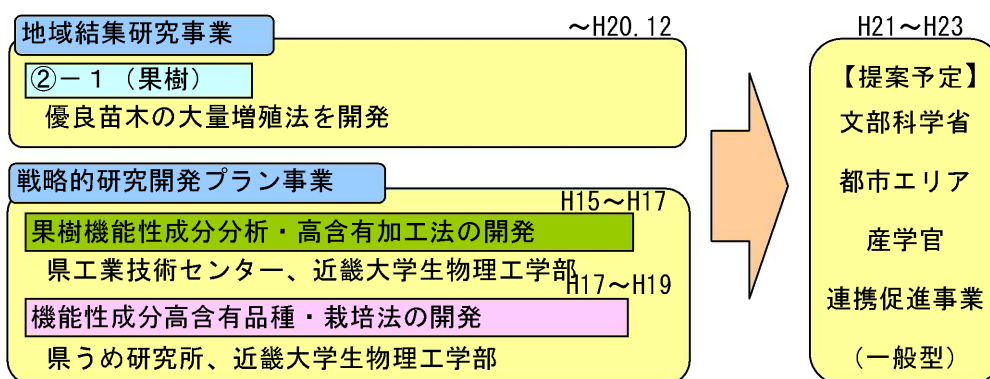 地域結集研究事業
～H20.12
②－１（果樹）
優良苗木の大量増殖法を開発
戦略的研究開発プラン事業
H15～H17
果樹機能性成分分析・高含有加工法の開発
県工業技術センター、近畿大学生物理工学部
H17～H19
機能性成分高含有品種・栽培法の開発
県うめ研究所、近畿大学生物理工学部
H21～H23
【提案予定】
文部科学省
都市エリア
産学官
連携促進事業
（一般型）